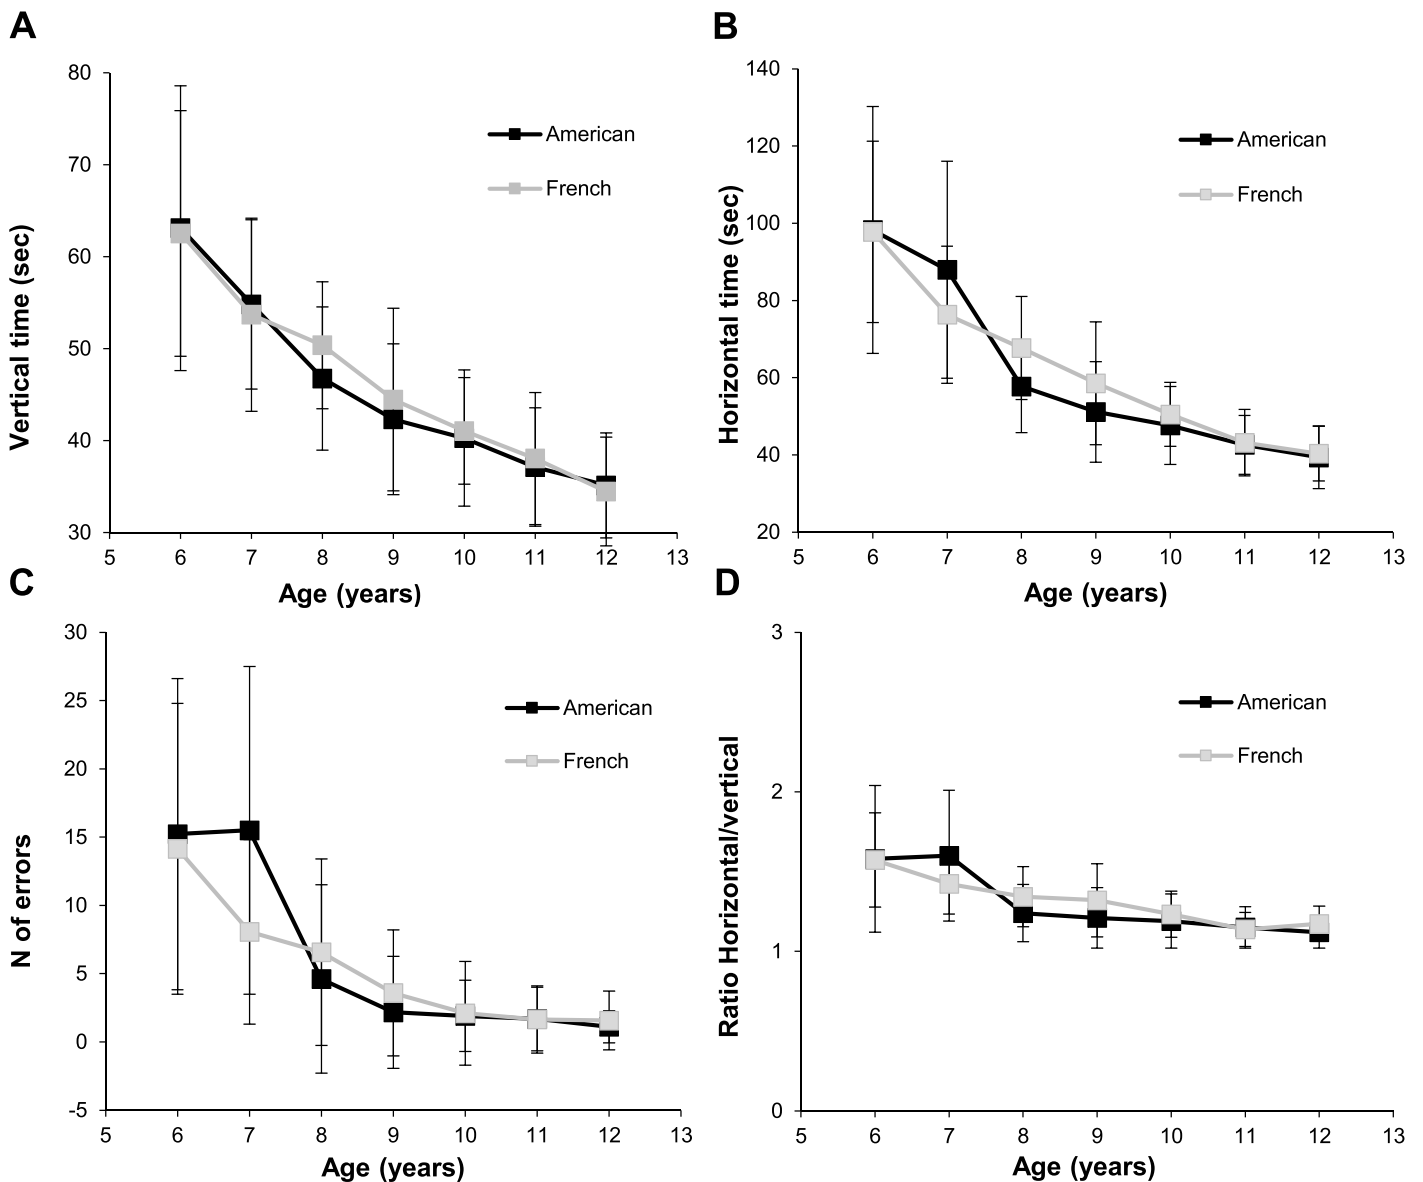 A
80
70
60
50
40
30
Vertical time (sec)
American
French
5 6 7 8 9 10 11 12 13
Age (years)
B
140
120
100
80
60
40
20
Horizontal time (sec)
American
French
5 6 7 8 9 10 11 12 13
Age (years)
C
30
25
20
15
10
5
0
-5
N of errors
American
French
5 6 7 8 9 10 11 12 13
Age (years)
D
3
2
1
0
Ratio Horizontal/vertical
American
French
5 6 7 8 9 10 11 12 13
Age (years)